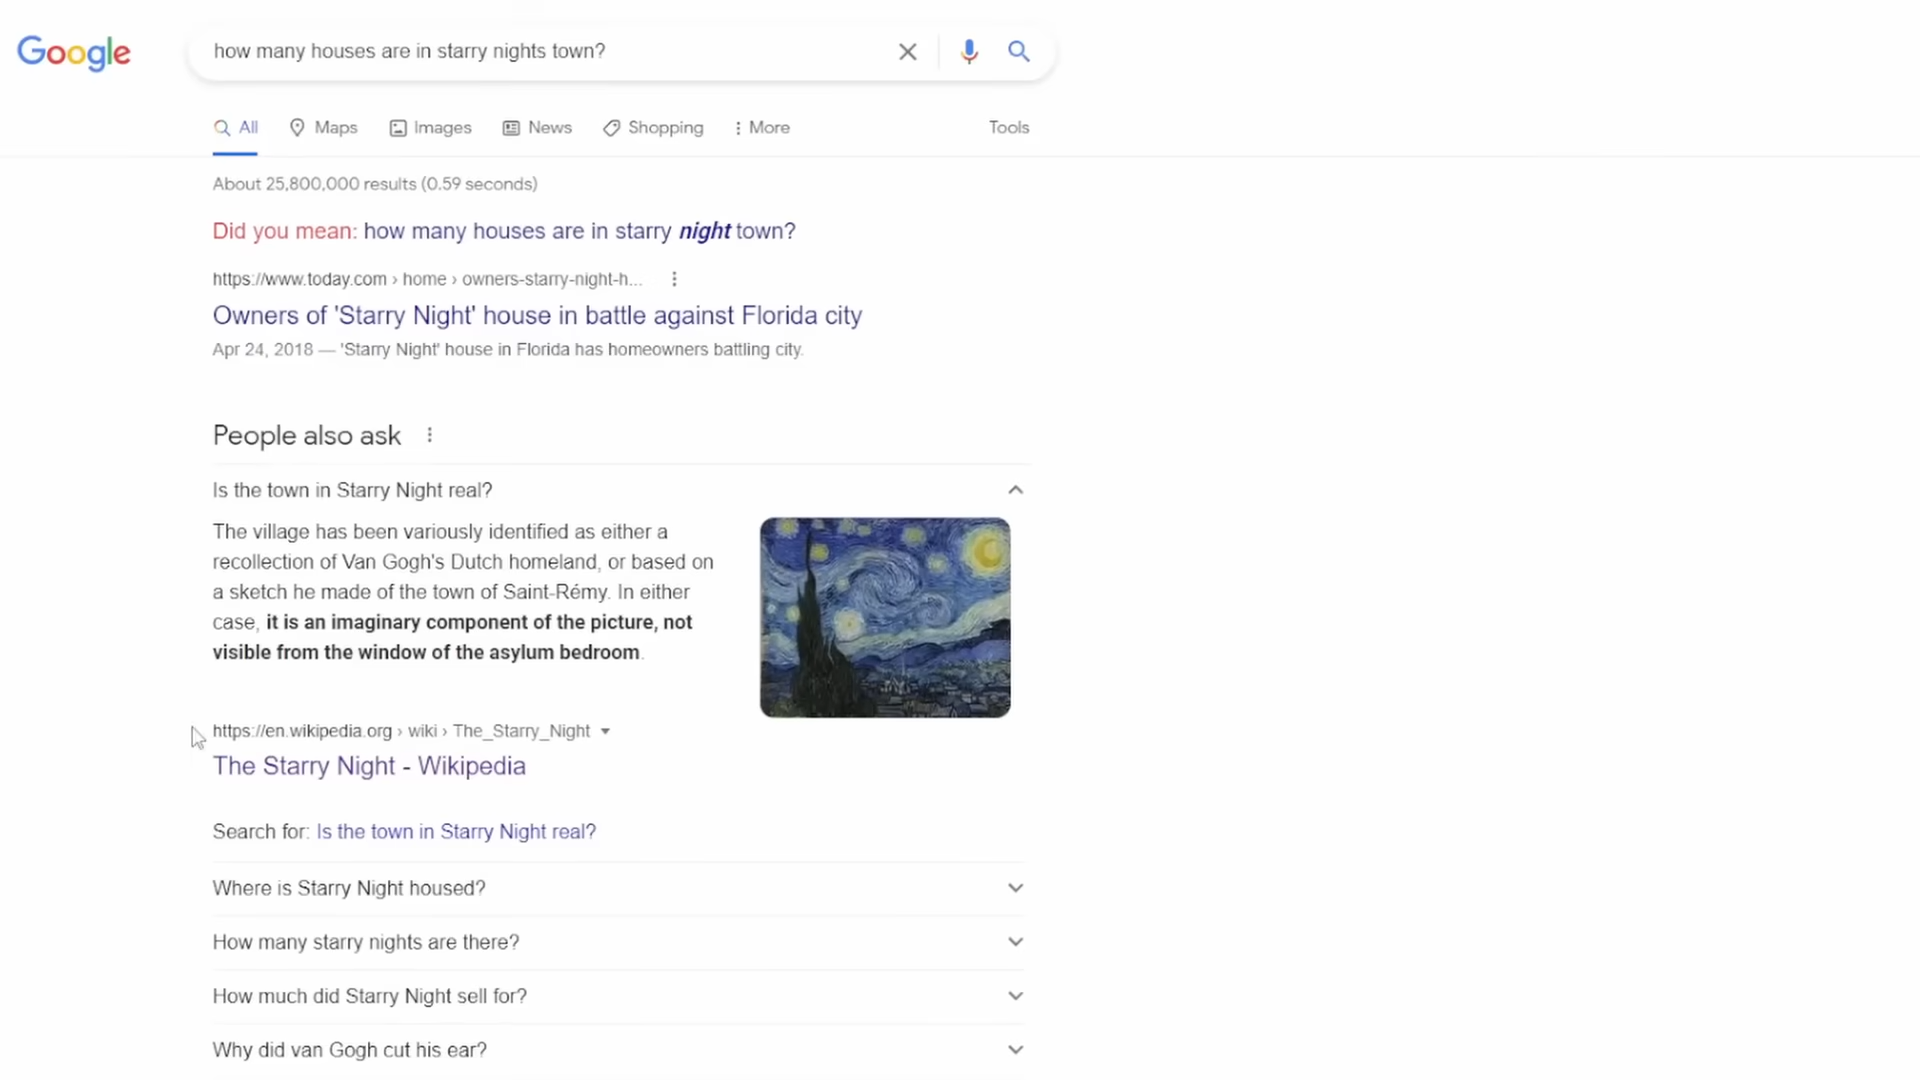 Google
how many houses are in starry nights town?
All Maps Images News Shopping More Tools
About 25,800,000 results (0.59 seconds)
Did you mean: how many houses are in starry night town?
https://www.today.com › home › owners-starry-night-h...
Owners of 'Starry Night' house in battle against Florida city
Apr 24, 2018 — 'Starry Night' house in Florida has homeowners battling city.
People also ask
Is the town in Starry Night real?
The village has been variously identified as either a
recollection of Van Gogh's Dutch homeland, or based on
a sketch he made of the town of Saint-Rémy. In either
case, it is an imaginary component of the picture, not
visible from the window of the asylum bedroom.
https://en.wikipedia.org › wiki › The_Starry_Night
The Starry Night - Wikipedia
Search for: Is the town in Starry Night real?
Where is Starry Night housed?
How many starry nights are there?
How much did Starry Night sell for?
Why did van Gogh cut his ear?